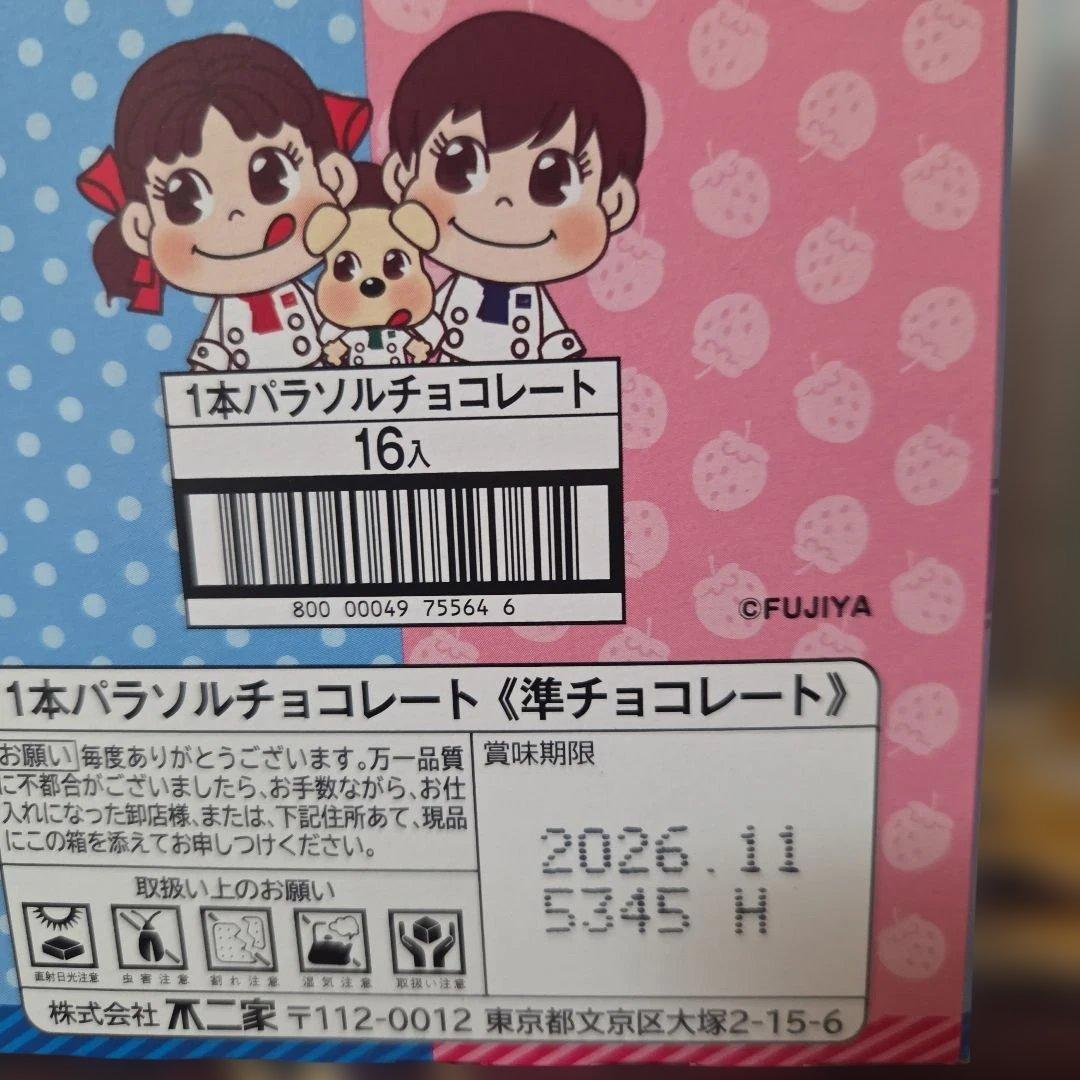 1本パラソルチョコレート
16入
800 00049 75564 6
©FUJIYA
1本パラソルチョコレート《準チョコレート》
お願い 毎度ありがとうございます。万一品質
に不都合がございましたら、お手数ながら、お仕
入れになった卸店様、または、下記住所あて、現品
にこの箱を添えてお申しつけください。
賞味期限
2026.11
5345 H
取扱い上のお願い
直射日光注意 虫害注意 割れ注意 湿気注意 取扱い注意
株式会社 不二家 〒112-0012 東京都文京区大塚2-15-6